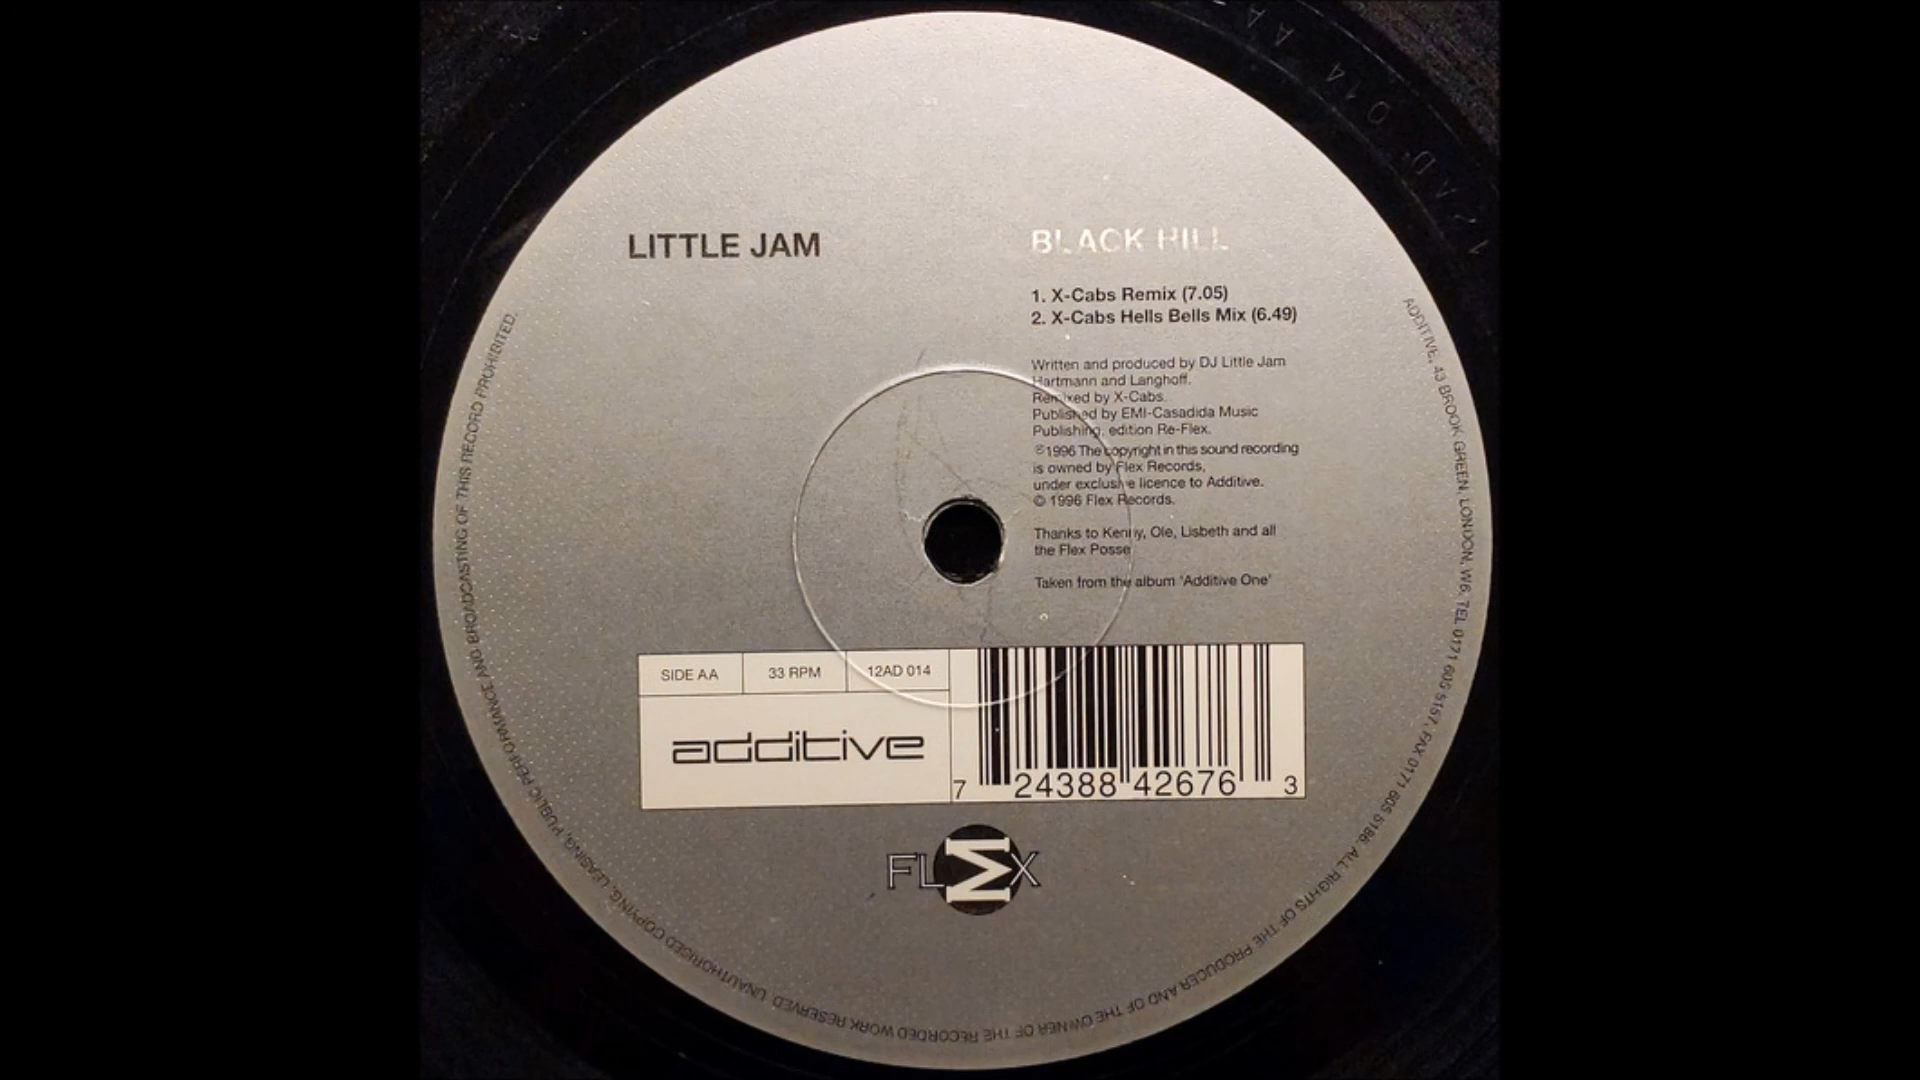 LITTLE JAM
BLACK HILL
1. X-Cabs Remix (7.05)
2. X-Cabs Hells Bells Mix (6.49)
Written and produced by DJ Little Jam
Hartmann and Langhoff.
Remixed by X-Cabs.
Published by EMI-Casadida Music
Publishing, edition Re-Flex.
℗1996 The copyright in this sound recording
is owned by Flex Records,
under exclusive licence to Additive.
© 1996 Flex Records.
Thanks to Kenny, Ole, Lisbeth and all
the Flex Posse
Taken from the album 'Additive One'
SIDE AA
33 RPM
12AD 014
additive
7 24388 42676 3
FLEX
ADDITIVE, 43 BROOK GREEN, LONDON, W6. TEL 0171 605 5157. FAX 0171 605 5186. ALL RIGHTS OF THE PRODUCER AND OF THE OWNER OF THE RECORDED WORK RESERVED. UNAUTHORISED COPYING, LEASING, PUBLIC PERFORMANCE AND BROADCASTING OF THIS RECORD PROHIBITED.